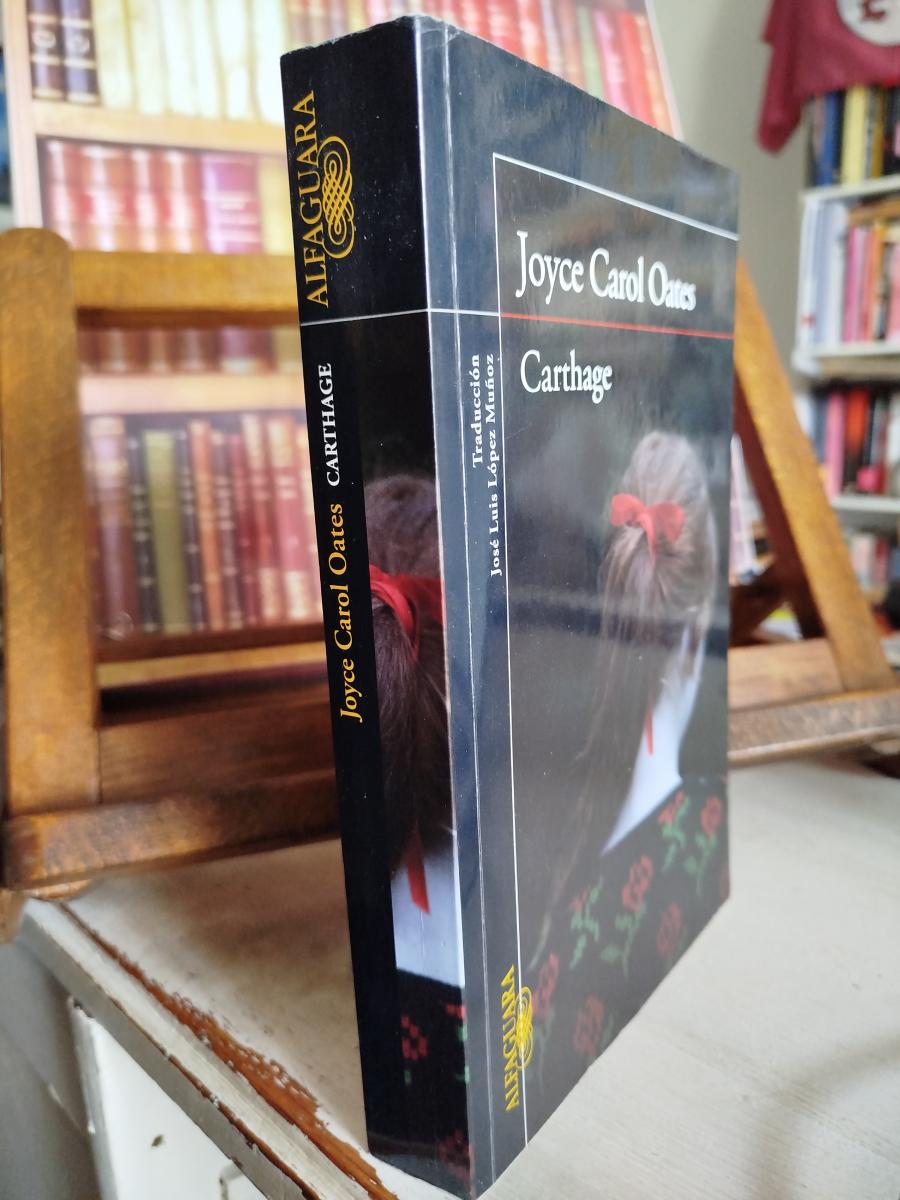 ALFAGUARA
Joyce Carol Oates CARTHAGE
Joyce Carol Oates
Carthage
Traducción
José Luis López Muñoz
ALFAGUARA